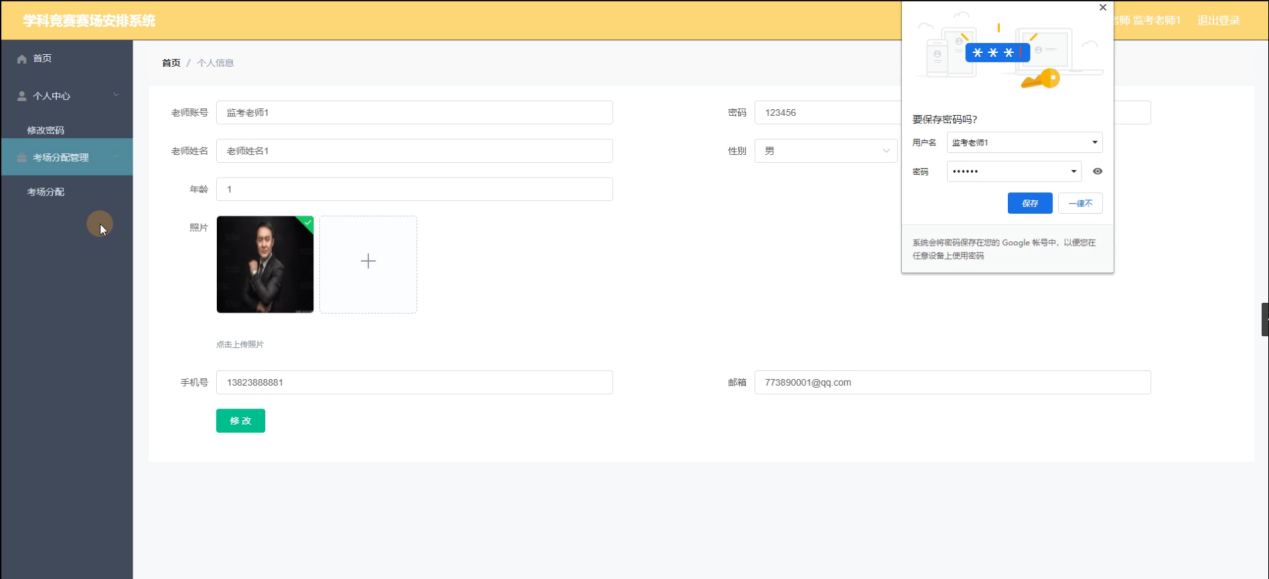 学科竞赛赛场安排系统
老师 监考老师1 退出登录
首页
个人中心
修改密码
考场分配管理
考场分配
首页 / 个人信息
老师账号 监考老师1
密码 123456
老师姓名 老师姓名1
性别 男
年龄 1
照片
点击上传照片
手机号 13823888881
邮箱 773890001@qq.com
修 改
***
要保存密码吗?
用户名 监考老师1
密码 ••••••
保存 一律不
系统会将密码保存在您的 Google 帐号中，以便您在
任意设备上使用密码